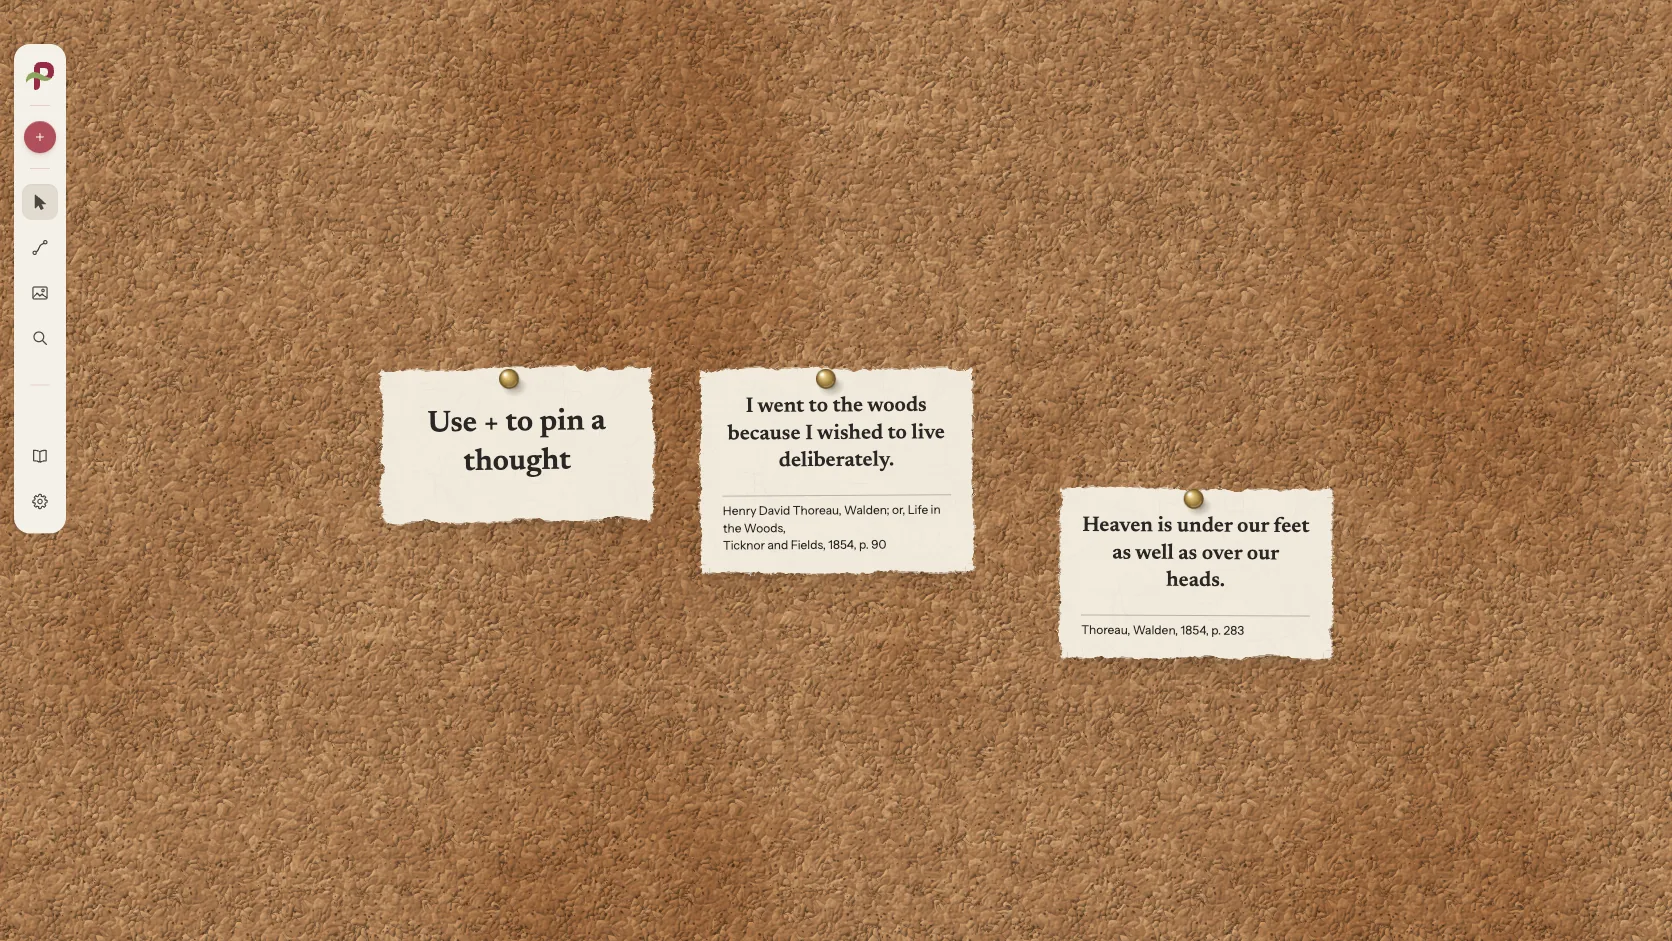 Use + to pin a
thought
I went to the woods
because I wished to live
deliberately.
Henry David Thoreau, Walden; or, Life in
the Woods,
Ticknor and Fields, 1854, p. 90
Heaven is under our feet
as well as over our
heads.
Thoreau, Walden, 1854, p. 283